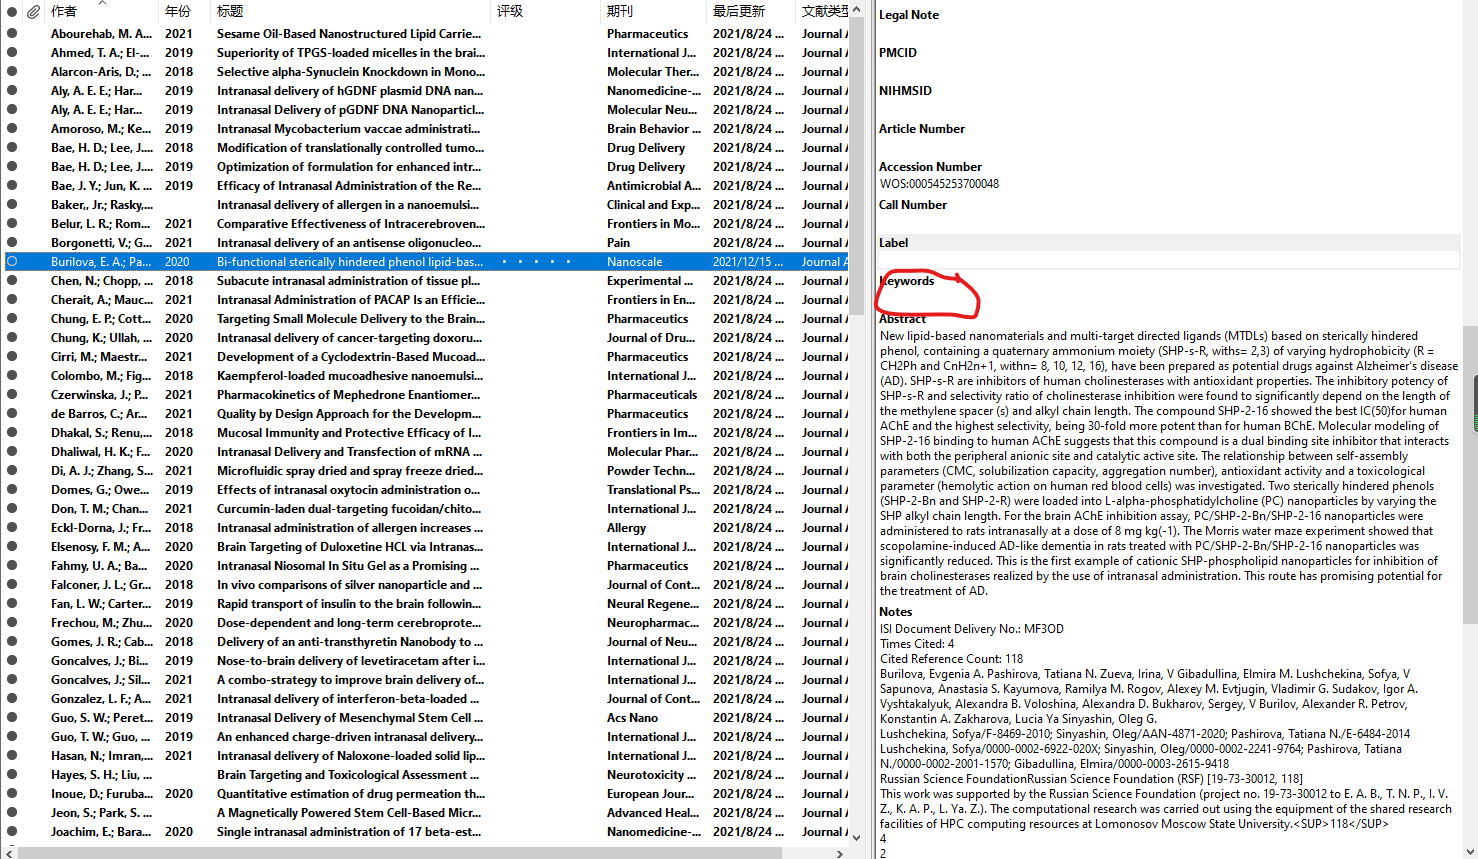 作者 年份 标题 评级 期刊 最后更新 文献类型
Abourehab, M. A... 2021 Sesame Oil-Based Nanostructured Lipid Carrie... Pharmaceutics 2021/8/24 ... Journal A
Ahmed, T. A.; El-... 2019 Superiority of TPGS-loaded micelles in the brai... International J... 2021/8/24 ... Journal A
Alarcon-Aris, D.; ... 2018 Selective alpha-Synuclein Knockdown in Mono... Molecular Ther... 2021/8/24 ... Journal A
Aly, A. E. E.; Har... 2019 Intranasal delivery of hGDNF plasmid DNA nan... Nanomedicine-... 2021/8/24 ... Journal A
Aly, A. E. E.; Har... 2019 Intranasal Delivery of pGDNF DNA Nanoparticl... Molecular Neu... 2021/8/24 ... Journal A
Amoroso, M.; Ke... 2019 Intranasal Mycobacterium vaccae administrati... Brain Behavior ... 2021/8/24 ... Journal A
Bae, H. D.; Lee, J.... 2018 Modification of translationally controlled tumo... Drug Delivery 2021/8/24 ... Journal A
Bae, H. D.; Lee, J.... 2019 Optimization of formulation for enhanced intr... Drug Delivery 2021/8/24 ... Journal A
Bae, J. Y.; Jun, K. ... 2019 Efficacy of Intranasal Administration of the Re... Antimicrobial A... 2021/8/24 ... Journal A
Baker,, Jr.; Rasky,... Intranasal delivery of allergen in a nanoemulsi... Clinical and Exp... 2021/8/24 ... Journal A
Belur, L. R.; Rom... 2021 Comparative Effectiveness of Intracerebroven... Frontiers in Mo... 2021/8/24 ... Journal A
Borgonetti, V.; G... 2021 Intranasal delivery of an antisense oligonucleo... Pain 2021/8/24 ... Journal A
Burilova, E. A.; Pa... 2020 Bi-functional sterically hindered phenol lipid-bas... Nanoscale 2021/12/15 ... Journal A
Chen, N.; Chopp, ... 2018 Subacute intranasal administration of tissue pl... Experimental ... 2021/8/24 ... Journal A
Cherait, A.; Mauc... 2021 Intranasal Administration of PACAP Is an Efficie... Frontiers in En... 2021/8/24 ... Journal A
Chung, E. P.; Cott... 2020 Targeting Small Molecule Delivery to the Brain... Pharmaceutics 2021/8/24 ... Journal A
Chung, K.; Ullah, ... 2020 Intranasal delivery of cancer-targeting doxoru... Journal of Dru... 2021/8/24 ... Journal A
Cirri, M.; Maestr... 2021 Development of a Cyclodextrin-Based Mucoad... Pharmaceutics 2021/8/24 ... Journal A
Colombo, M.; Fig... 2018 Kaempferol-loaded mucoadhesive nanoemulsi... International J... 2021/8/24 ... Journal A
Czerwinska, J.; P... 2021 Pharmacokinetics of Mephedrone Enantiomer... Pharmaceuticals 2021/8/24 ... Journal A
de Barros, C.; Ar... 2021 Quality by Design Approach for the Developm... Pharmaceutics 2021/8/24 ... Journal A
Dhakal, S.; Renu,... 2018 Mucosal Immunity and Protective Efficacy of I... Frontiers in Im... 2021/8/24 ... Journal A
Dhaliwal, H. K.; F... 2020 Intranasal Delivery and Transfection of mRNA ... Molecular Phar... 2021/8/24 ... Journal A
Di, A. J.; Zhang, S... 2021 Microfluidic spray dried and spray freeze dried... Powder Techn... 2021/8/24 ... Journal A
Domes, G.; Owe... 2019 Effects of intranasal oxytocin administration o... Translational Ps... 2021/8/24 ... Journal A
Don, T. M.; Chan... 2021 Curcumin-laden dual-targeting fucoidan/chito... International J... 2021/8/24 ... Journal A
Eckl-Dorna, J.; Fr... 2018 Intranasal administration of allergen increases ... Allergy 2021/8/24 ... Journal A
Elsenosy, F. M.; A... 2020 Brain Targeting of Duloxetine HCL via Intranas... International J... 2021/8/24 ... Journal A
Fahmy, U. A.; Ba... 2020 Intranasal Niosomal In Situ Gel as a Promising ... Pharmaceutics 2021/8/24 ... Journal A
Falconer, J. L.; Gr... 2018 In vivo comparisons of silver nanoparticle and ... Journal of Cont... 2021/8/24 ... Journal A
Fan, L. W.; Carter... 2019 Rapid transport of insulin to the brain followin... Neural Regene... 2021/8/24 ... Journal A
Frechou, M.; Zhu... 2020 Dose-dependent and long-term cerebroprote... Neuropharmac... 2021/8/24 ... Journal A
Gomes, J. R.; Cab... 2018 Delivery of an anti-transthyretin Nanobody to ... Journal of Neu... 2021/8/24 ... Journal A
Goncalves, J.; Bi... 2019 Nose-to-brain delivery of levetiracetam after i... International J... 2021/8/24 ... Journal A
Goncalves, J.; Sil... 2021 A combo-strategy to improve brain delivery of... International J... 2021/8/24 ... Journal A
Gonzalez, L. F.; A... 2021 Intranasal delivery of interferon-beta-loaded ... Journal of Cont... 2021/8/24 ... Journal A
Guo, S. W.; Peret... 2019 Intranasal Delivery of Mesenchymal Stem Cell ... Acs Nano 2021/8/24 ... Journal A
Guo, T. W.; Guo, ... 2019 An enhanced charge-driven intranasal delivery... International J... 2021/8/24 ... Journal A
Hasan, N.; Imran,... 2021 Intranasal delivery of Naloxone-loaded solid lip... International J... 2021/8/24 ... Journal A
Hayes, S. H.; Liu, ... Brain Targeting and Toxicological Assessment ... Neurotoxicity ... 2021/8/24 ... Journal A
Inoue, D.; Furuba... 2020 Quantitative estimation of drug permeation th... European Jour... 2021/8/24 ... Journal A
Jeon, S.; Park, S. ... A Magnetically Powered Stem Cell-Based Micr... Advanced Heal... 2021/8/24 ... Journal A
Joachim, E.; Bara... 2020 Single intranasal administration of 17 beta-est... Nanomedicine-... 2021/8/24 ... Journal A
Legal Note
PMCID
NIHMSID
Article Number
Accession Number
WOS:000545253700048
Call Number
Label
Keywords
Abstract
New lipid-based nanomaterials and multi-target directed ligands (MTDLs) based on sterically hindered
phenol, containing a quaternary ammonium moiety (SHP-s-R, withs= 2,3) of varying hydrophobicity (R =
CH2Ph and CnH2n+1, withn= 8, 10, 12, 16), have been prepared as potential drugs against Alzheimer's disease
(AD). SHP-s-R are inhibitors of human cholinesterases with antioxidant properties. The inhibitory potency of
SHP-s-R and selectivity ratio of cholinesterase inhibition were found to significantly depend on the length of
the methylene spacer (s) and alkyl chain length. The compound SHP-2-16 showed the best IC(50)for human
AChE and the highest selectivity, being 30-fold more potent than for human BChE. Molecular modeling of
SHP-2-16 binding to human AChE suggests that this compound is a dual binding site inhibitor that interacts
with both the peripheral anionic site and catalytic active site. The relationship between self-assembly
parameters (CMC, solubilization capacity, aggregation number), antioxidant activity and a toxicological
parameter (hemolytic action on human red blood cells) was investigated. Two sterically hindered phenols
(SHP-2-Bn and SHP-2-R) were loaded into L-alpha-phosphatidylcholine (PC) nanoparticles by varying the
SHP alkyl chain length. For the brain AChE inhibition assay, PC/SHP-2-Bn/SHP-2-16 nanoparticles were
administered to rats intranasally at a dose of 8 mg kg(-1). The Morris water maze experiment showed that
scopolamine-induced AD-like dementia in rats treated with PC/SHP-2-Bn/SHP-2-16 nanoparticles was
significantly reduced. This is the first example of cationic SHP-phospholipid nanoparticles for inhibition of
brain cholinesterases realized by the use of intranasal administration. This route has promising potential for
the treatment of AD.
Notes
ISI Document Delivery No.: MF3OD
Times Cited: 4
Cited Reference Count: 118
Burilova, Evgenia A. Pashirova, Tatiana N. Zueva, Irina, V Gibadullina, Elmira M. Lushchekina, Sofya, V
Sapunova, Anastasia S. Kayumova, Ramilya M. Rogov, Alexey M. Evtjugin, Vladimir G. Sudakov, Igor A.
Vyshtakalyuk, Alexandra B. Voloshina, Alexandra D. Bukharov, Sergey, V Burilov, Alexander R. Petrov,
Konstantin A. Zakharova, Lucia Ya Sinyashin, Oleg G.
Lushchekina, Sofya/F-8469-2010; Sinyashin, Oleg/AAN-4871-2020; Pashirova, Tatiana N./E-6484-2014
Lushchekina, Sofya/0000-0002-6922-020X; Sinyashin, Oleg/0000-0002-2241-9764; Pashirova, Tatiana
N./0000-0002-2001-1570; Gibadullina, Elmira/0000-0003-2615-9418
Russian Science FoundationRussian Science Foundation (RSF) [19-73-30012, 118]
This work was supported by the Russian Science Foundation (project no. 19-73-30012 to E. A. B., T. N. P., I. V.
Z., K. A. P., L. Ya. Z.). The computational research was carried out using the equipment of the shared research
facilities of HPC computing resources at Lomonosov Moscow State University.<SUP>118</SUP>
4
2